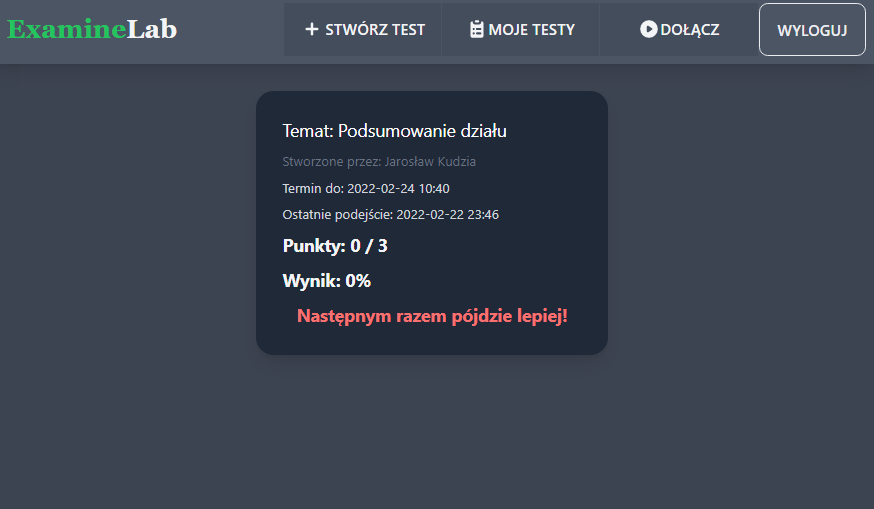 ExamineLab
STWÓRZ TEST
MOJE TESTY
DOŁĄCZ
WYLOGUJ
Temat: Podsumowanie działu
Stworzone przez: Jarosław Kudzia
Termin do: 2022-02-24 10:40
Ostatnie podejście: 2022-02-22 23:46
Punkty: 0 / 3
Wynik: 0%
Następnym razem pójdzie lepiej!